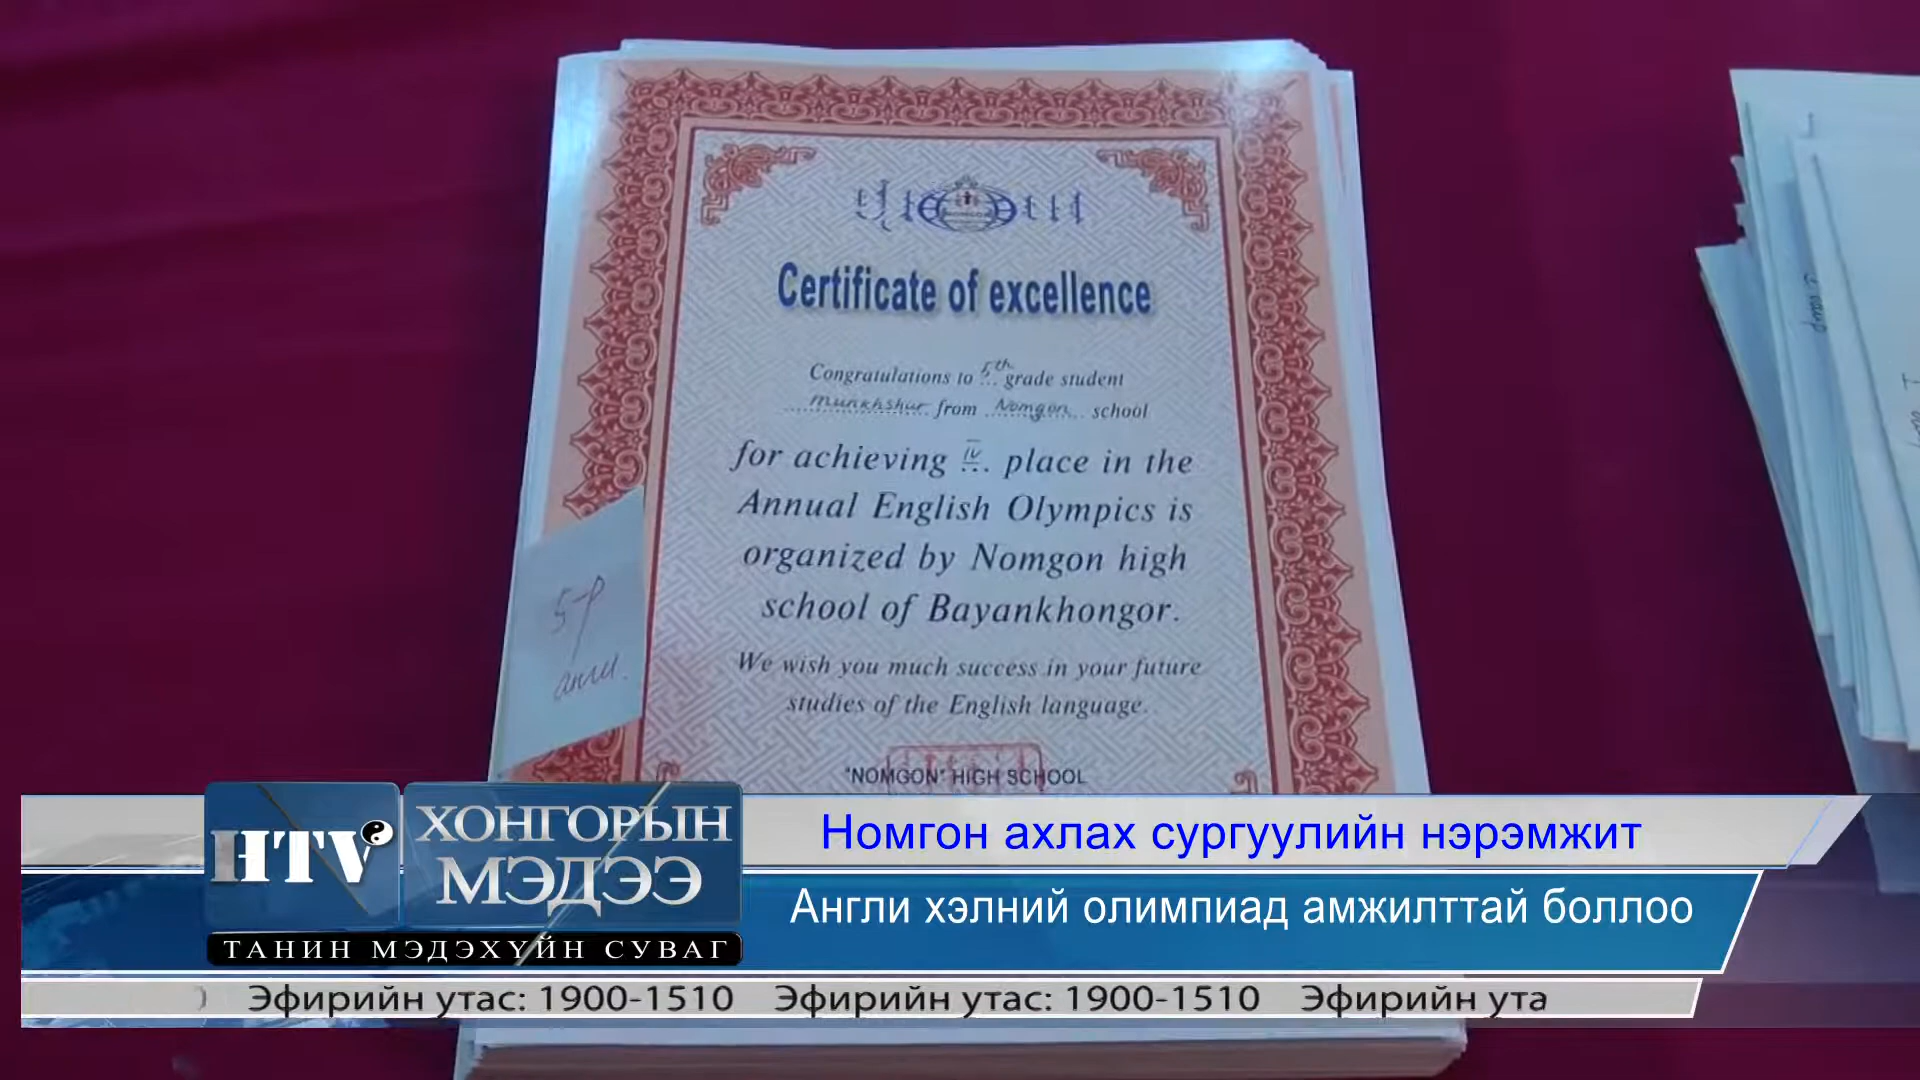 NOMGON
Certificate of excellence
Congratulations to 5th grade student
Munkhshur from Nomgon school
for achieving IV place in the
Annual English Olympics is
organized by Nomgon high
school of Bayankhongor.
We wish you much success in your future
studies of the English language.
"NOMGON" HIGH SCHOOL
5-р
анги.
HTV
ХОНГОРЫН
МЭДЭЭ
ТАНИН МЭДЭХҮЙН СУВАГ
Номгон ахлах сургуулийн нэрэмжит
Англи хэлний олимпиад амжилттай боллоо
) Эфирийн утас: 1900-1510 Эфирийн утас: 1900-1510 Эфирийн ута